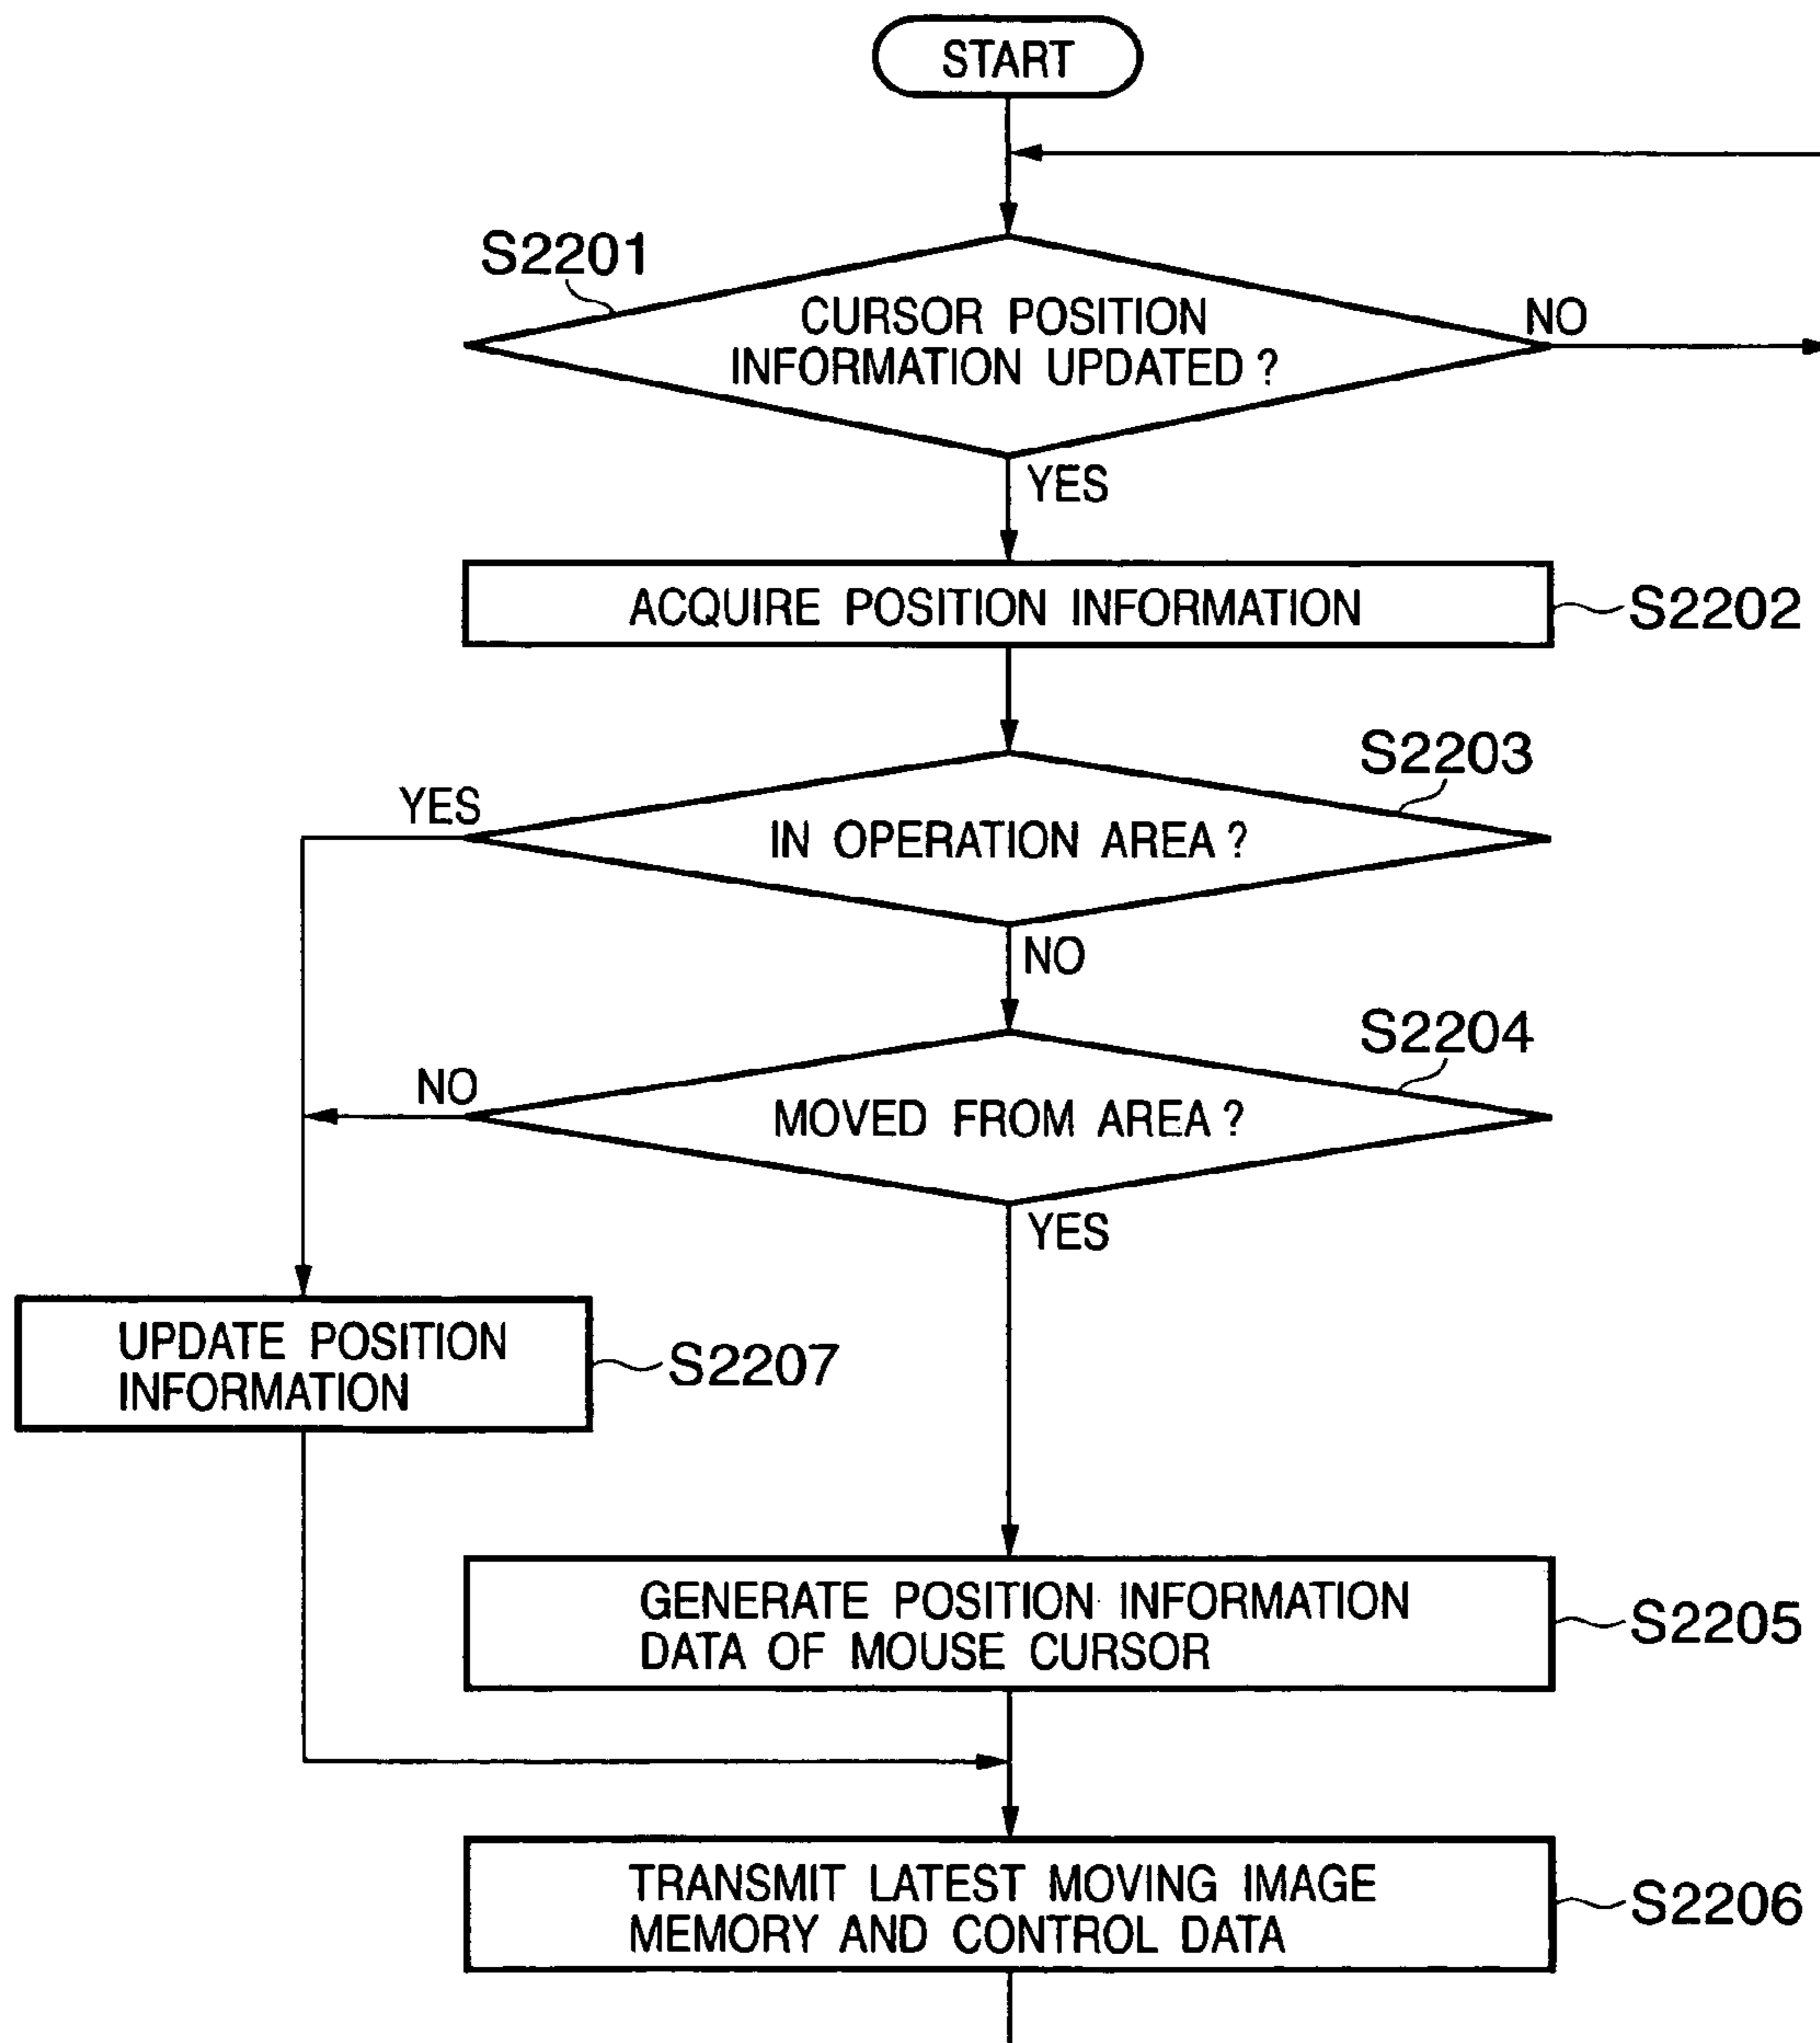 START
S2201
CURSOR POSITION
INFORMATION UPDATED ?
NO
YES
ACQUIRE POSITION INFORMATION
S2202
S2203
YES
IN OPERATION AREA ?
NO
S2204
NO
MOVED FROM AREA ?
YES
UPDATE POSITION
INFORMATION
S2207
GENERATE POSITION INFORMATION
DATA OF MOUSE CURSOR
S2205
TRANSMIT LATEST MOVING IMAGE
MEMORY AND CONTROL DATA
S2206